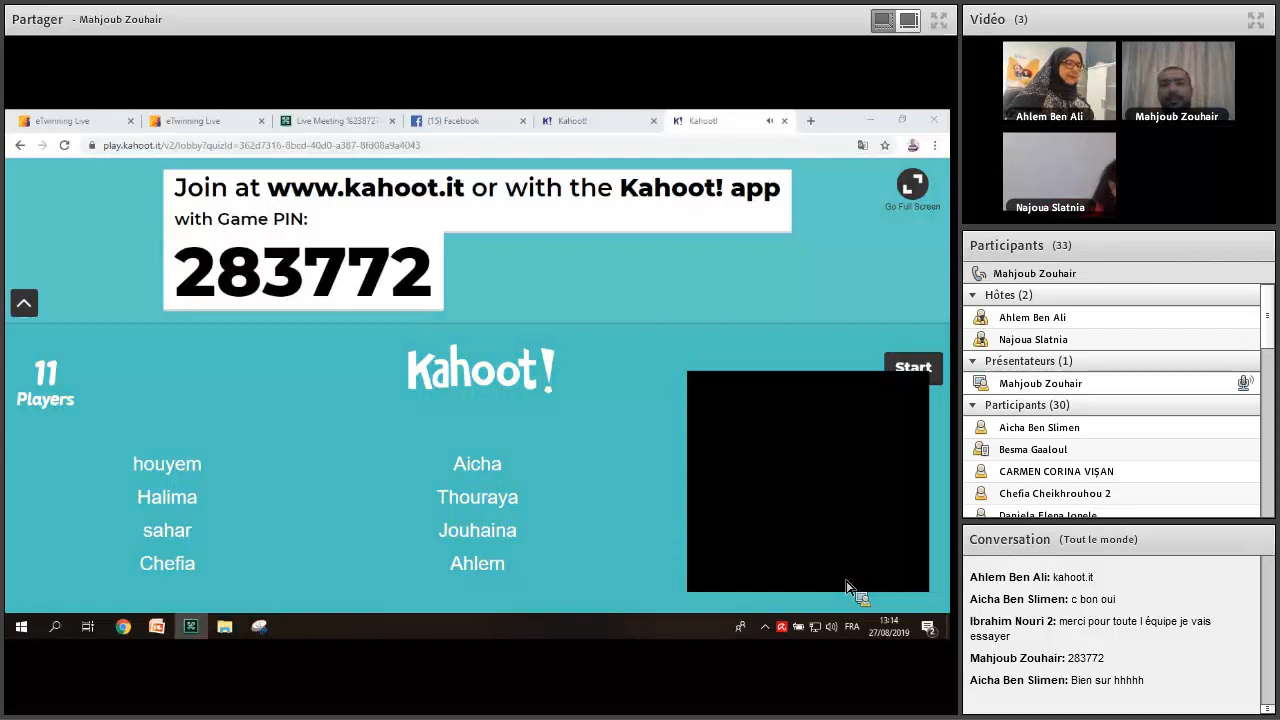 Partager - Mahjoub Zouhair
eTwinning Live
eTwinning Live
Live Meeting %23872
(15) Facebook
Kahoot!
Kahoot!
play.kahoot.it/v2/lobby?quizId=362d7316-8bcd-40d0-a387-8fd08a9a4043
Join at www.kahoot.it or with the Kahoot! app
with Game PIN:
283772
Go Full Screen
11
Players
Kahoot!
Start
houyem
Aicha
Halima
Thouraya
sahar
Jouhaina
Chefia
Ahlem
FRA
13:14
27/08/2019
2
Vidéo (3)
Ahlem Ben Ali
Mahjoub Zouhair
Najoua Slatnia
Participants (33)
Mahjoub Zouhair
Hôtes (2)
Ahlem Ben Ali
Najoua Slatnia
Présentateurs (1)
Mahjoub Zouhair
Participants (30)
Aicha Ben Slimen
Besma Gaaloul
CARMEN CORINA VIŞAN
Chefia Cheikhrouhou 2
Daniela Elena Ionele
Conversation (Tout le monde)
Ahlem Ben Ali: kahoot.it
Aicha Ben Slimen: c bon oui
Ibrahim Nouri 2: merci pour toute l équipe je vais
essayer
Mahjoub Zouhair: 283772
Aicha Ben Slimen: Bien sur hhhhh